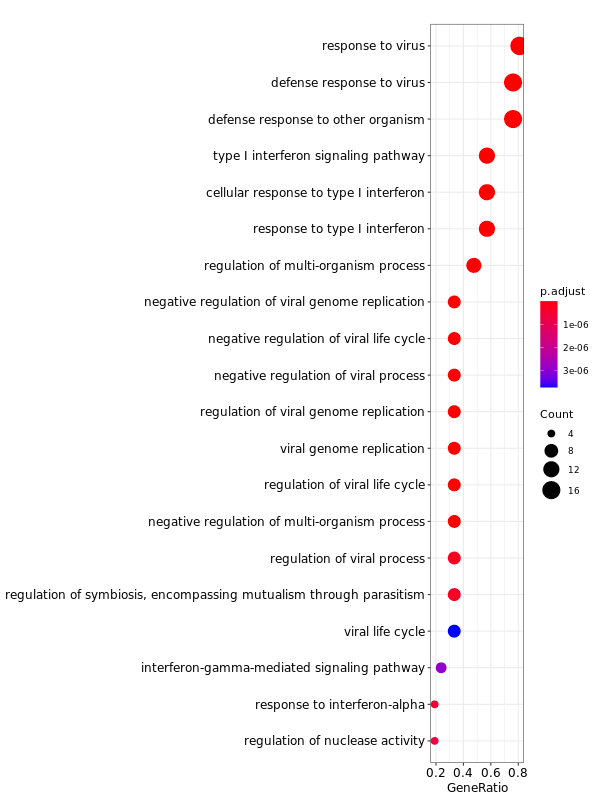 response to virus
defense response to virus
defense response to other organism
type I interferon signaling pathway
cellular response to type I interferon
response to type I interferon
regulation of multi-organism process
negative regulation of viral genome replication
negative regulation of viral life cycle
negative regulation of viral process
regulation of viral genome replication
viral genome replication
regulation of viral life cycle
negative regulation of multi-organism process
regulation of viral process
regulation of symbiosis, encompassing mutualism through parasitism
viral life cycle
interferon-gamma-mediated signaling pathway
response to interferon-alpha
regulation of nuclease activity
0.2 0.4 0.6 0.8
GeneRatio
p.adjust
1e-06
2e-06
3e-06
Count
4
8
12
16